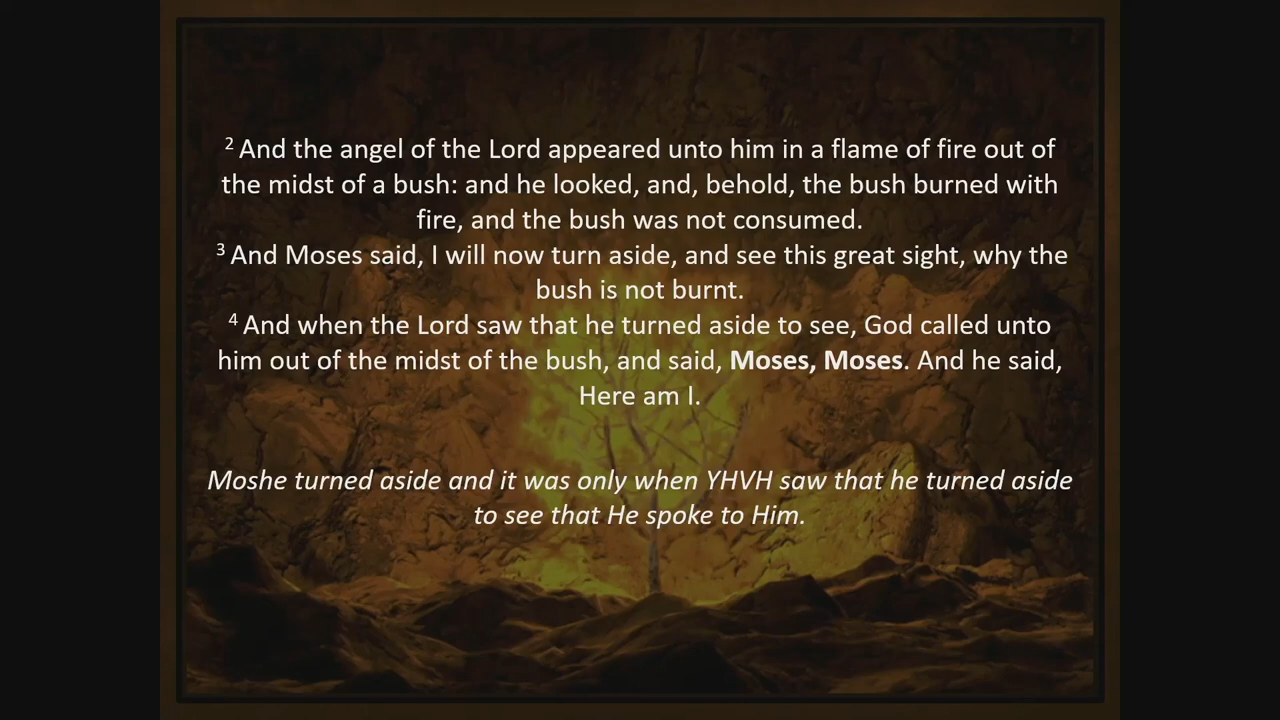 2 And the angel of the Lord appeared unto him in a flame of fire out of
the midst of a bush: and he looked, and, behold, the bush burned with
fire, and the bush was not consumed.
3 And Moses said, I will now turn aside, and see this great sight, why the
bush is not burnt.
4 And when the Lord saw that he turned aside to see, God called unto
him out of the midst of the bush, and said, Moses, Moses. And he said,
Here am I.
Moshe turned aside and it was only when YHVH saw that he turned aside
to see that He spoke to Him.